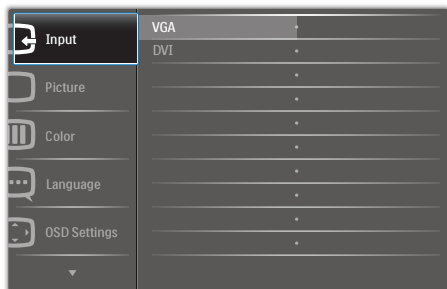 Input
VGA
DVI
Picture
Color
Language
OSD Settings